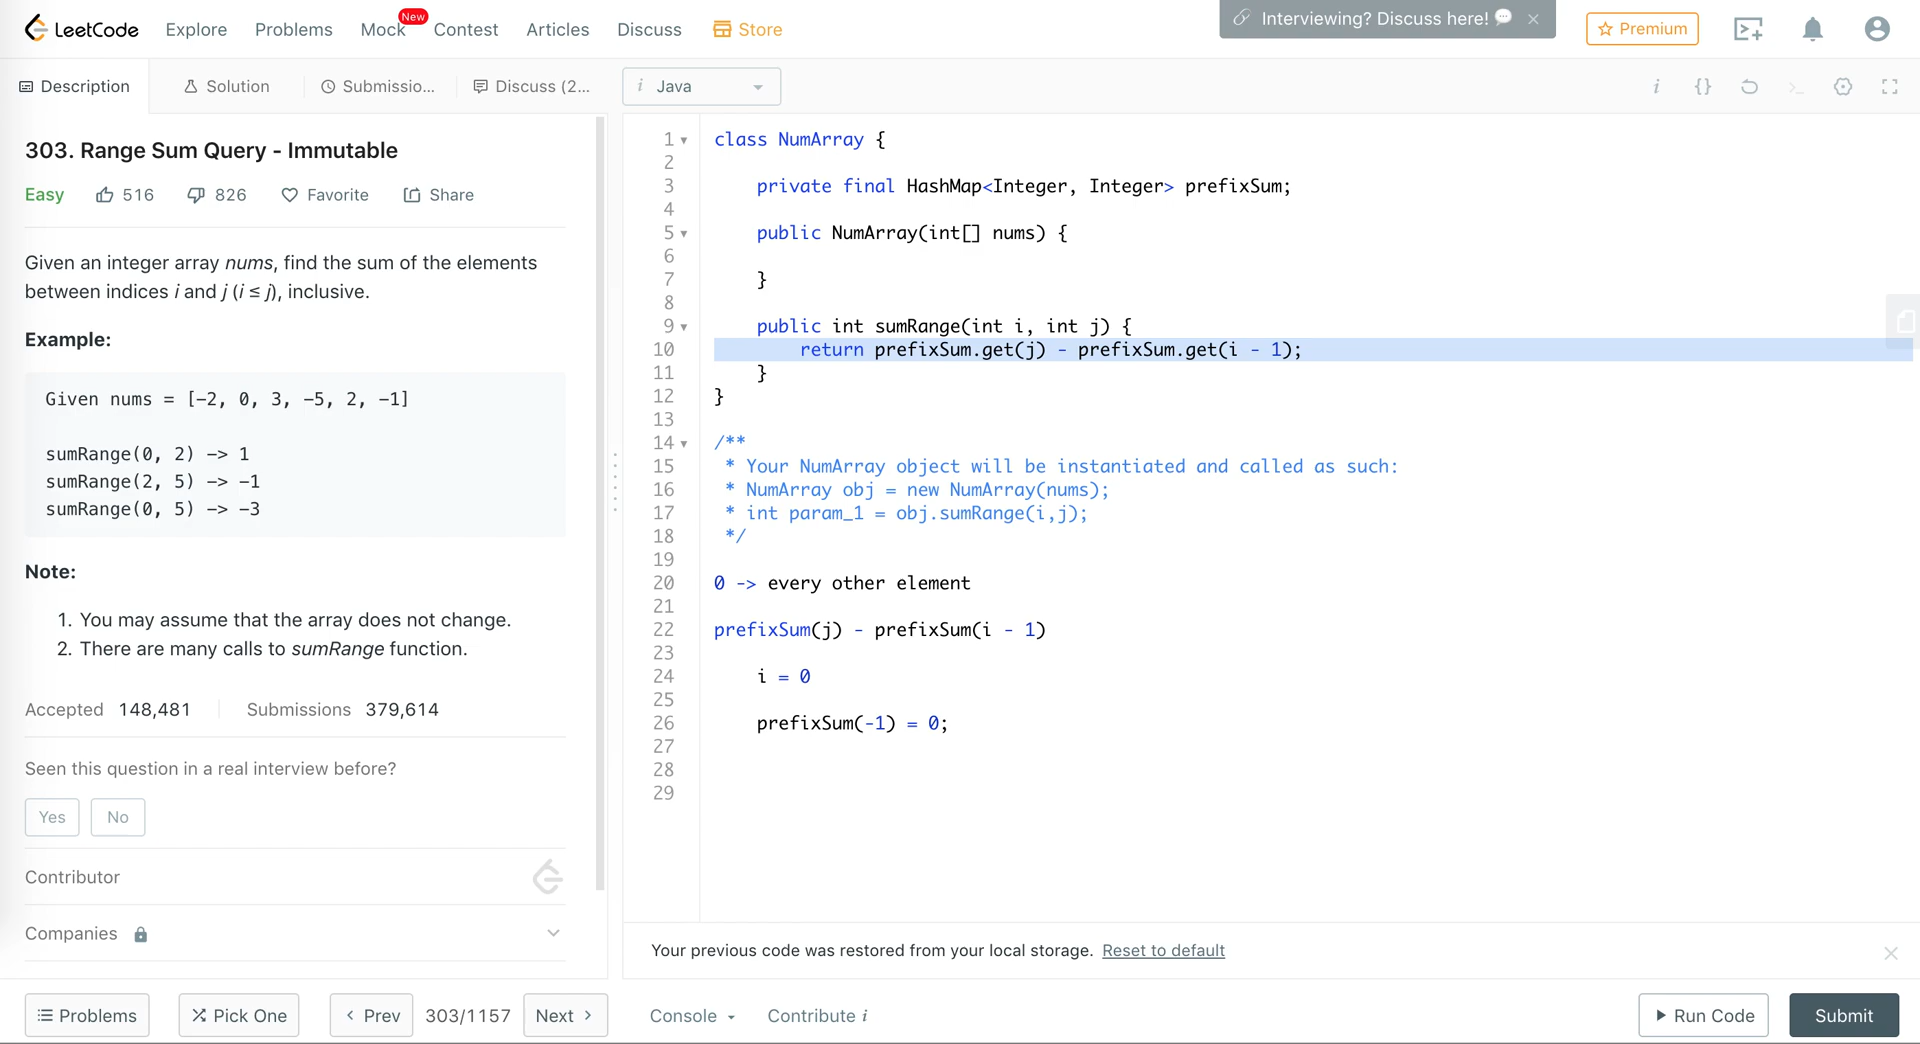 LeetCode Explore Problems Mock New Contest Articles Discuss Store Interviewing? Discuss here! Premium
Description Solution Submissio... Discuss (2... i Java
303. Range Sum Query - Immutable
Easy 516 826 Favorite Share
Given an integer array nums, find the sum of the elements
between indices i and j (i ≤ j), inclusive.
Example:
Given nums = [-2, 0, 3, -5, 2, -1]
sumRange(0, 2) -> 1
sumRange(2, 5) -> -1
sumRange(0, 5) -> -3
Note:
1. You may assume that the array does not change.
2. There are many calls to sumRange function.
Accepted 148,481 Submissions 379,614
Seen this question in a real interview before?
Yes No
Contributor
Companies
Problems Pick One Prev 303/1157 Next
1 class NumArray {
2
3 private final HashMap<Integer, Integer> prefixSum;
4
5 public NumArray(int[] nums) {
6
7 }
8
9 public int sumRange(int i, int j) {
10 return prefixSum.get(j) - prefixSum.get(i - 1);
11 }
12 }
13
14 /**
15 * Your NumArray object will be instantiated and called as such:
16 * NumArray obj = new NumArray(nums);
17 * int param_1 = obj.sumRange(i,j);
18 */
19
20 0 -> every other element
21
22 prefixSum(j) - prefixSum(i - 1)
23
24 i = 0
25
26 prefixSum(-1) = 0;
27
28
29
Your previous code was restored from your local storage. Reset to default
Console Contribute i Run Code Submit